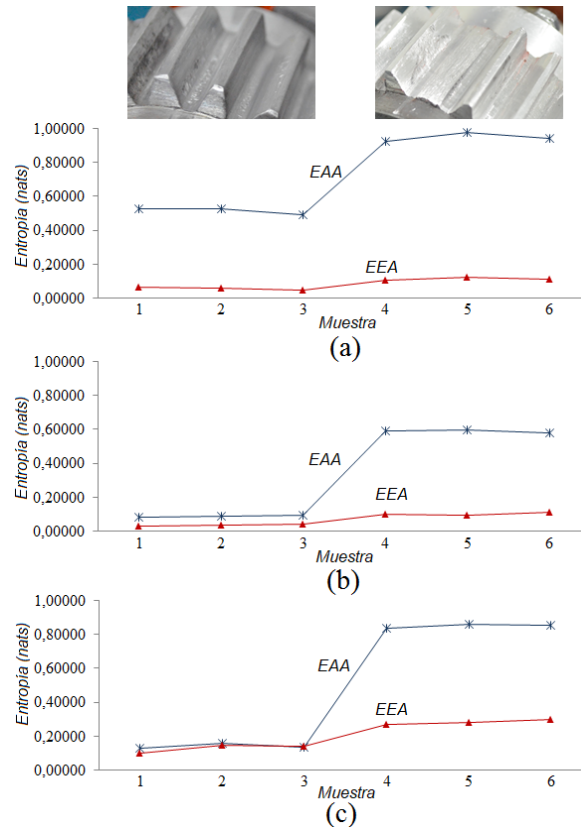 1,00000
0,80000
0,60000
0,40000
0,20000
0,00000
Entropía (nats)
EAA
EEA
1 2 3 4 5 6
Muestra
(a)
1,00000
0,80000
0,60000
0,40000
0,20000
0,00000
Entropía (nats)
EAA
EEA
1 2 3 4 5 6
Muestra
(b)
1,00000
0,80000
0,60000
0,40000
0,20000
0,00000
Entropía (nats)
EAA
EEA
1 2 3 4 5 6
Muestra
(c)